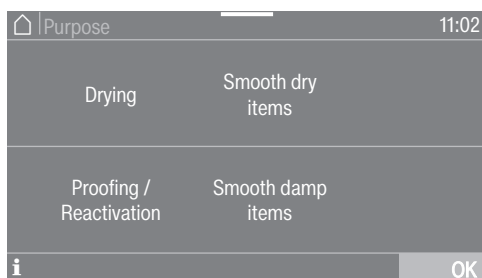 Purpose 11:02
Drying
Smooth dry
items
Proofing /
Reactivation
Smooth damp
items
i OK